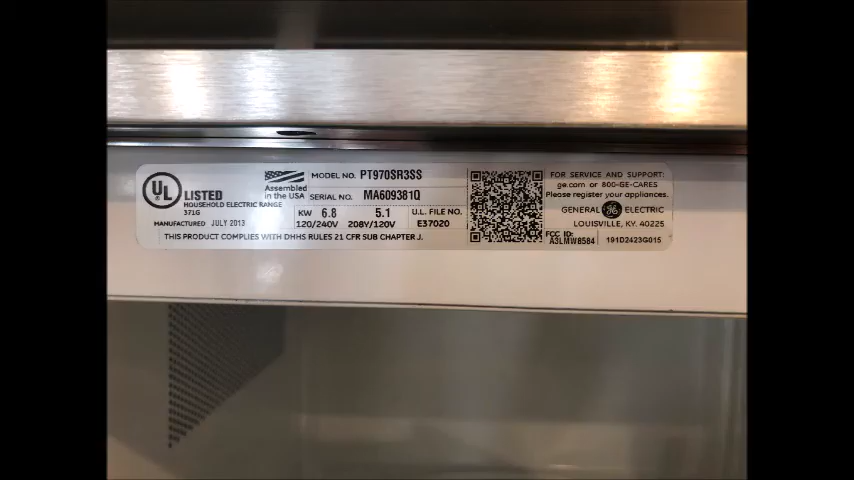 UL LISTED
HOUSEHOLD ELECTRIC RANGE
371G
MANUFACTURED JULY 2013
Assembled
in the USA
MODEL NO. PT970SR3SS
SERIAL NO. MA609381Q
KW 6.8 5.1
120/240V 208Y/120V
U.L. FILE NO.
E37020
THIS PRODUCT COMPLIES WITH DHHS RULES 21 CFR SUB CHAPTER J.
FOR SERVICE AND SUPPORT:
ge.com or 800-GE-CARES
Please register your appliances.
GENERAL GE ELECTRIC
LOUISVILLE, KY. 40225
FCC ID:
A3LMW8584
191D2423G015